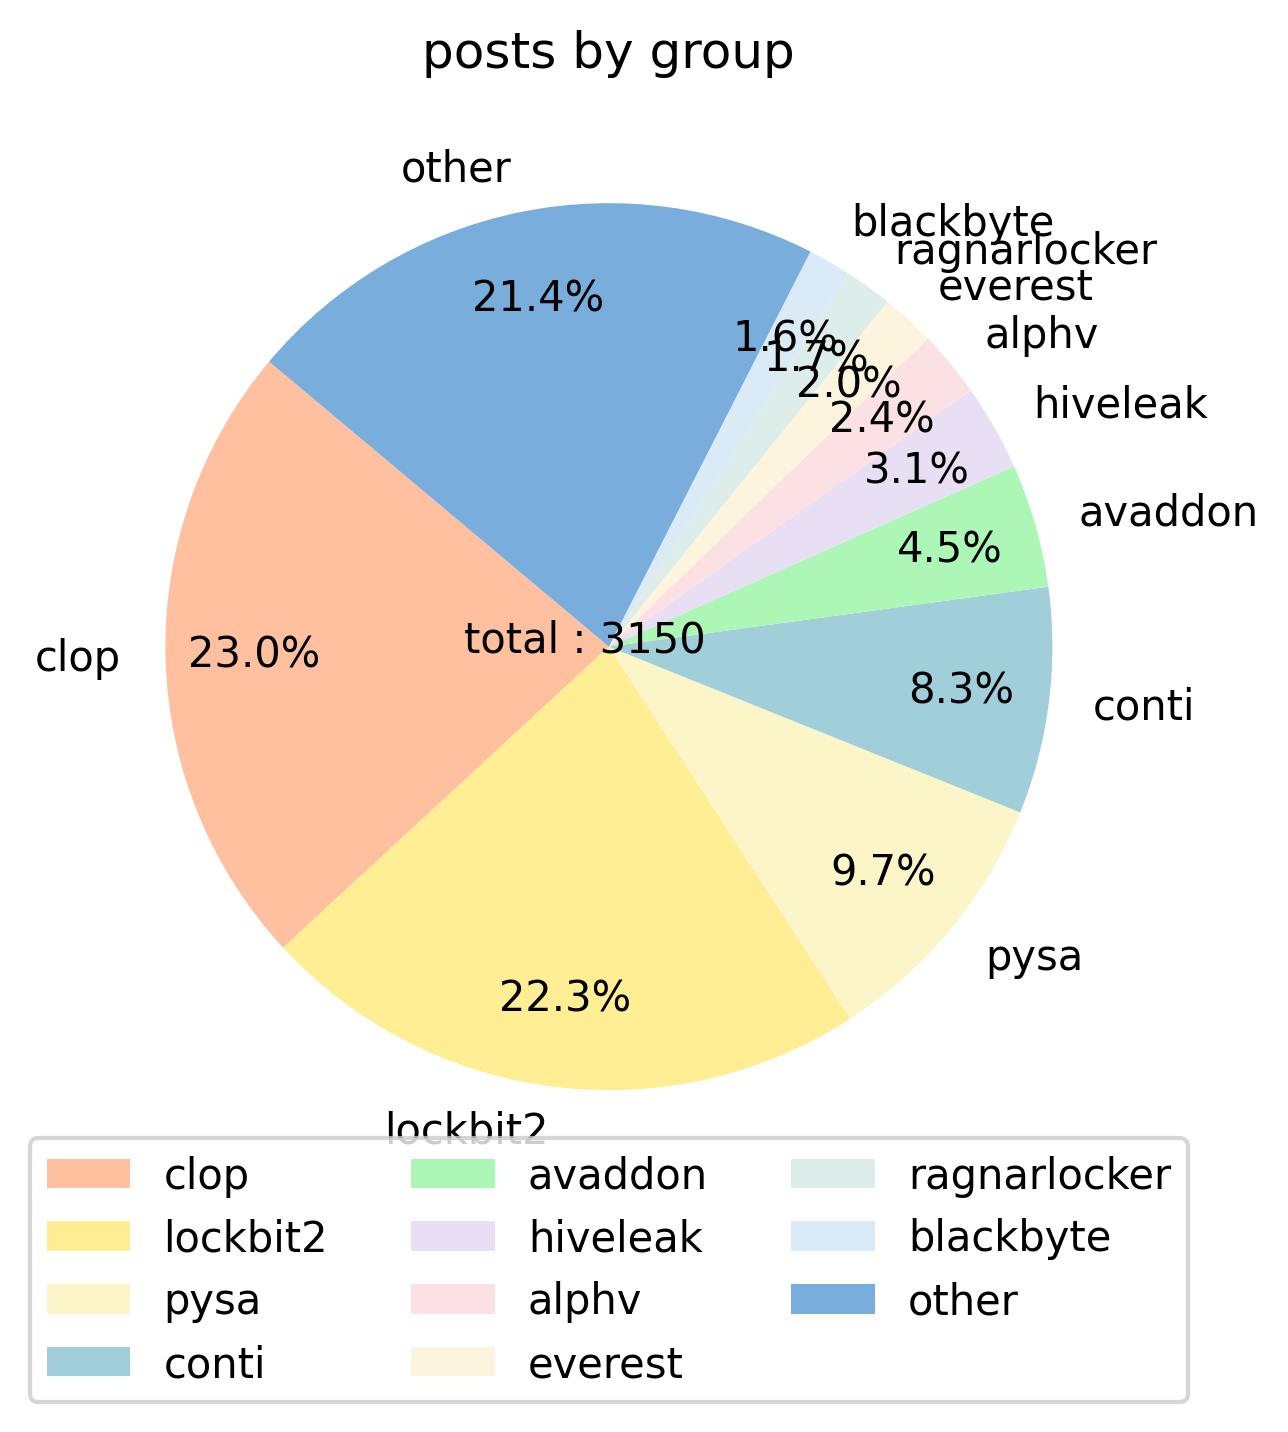 posts by group
other
blackbyte
ragnarlocker
everest
alphv
hiveleak
avaddon
conti
pysa
lockbit2
clop
21.4%
1.6%
1.7%
2.0%
2.4%
3.1%
4.5%
8.3%
9.7%
22.3%
23.0%
total : 3150
clop
lockbit2
pysa
conti
avaddon
hiveleak
alphv
everest
ragnarlocker
blackbyte
other